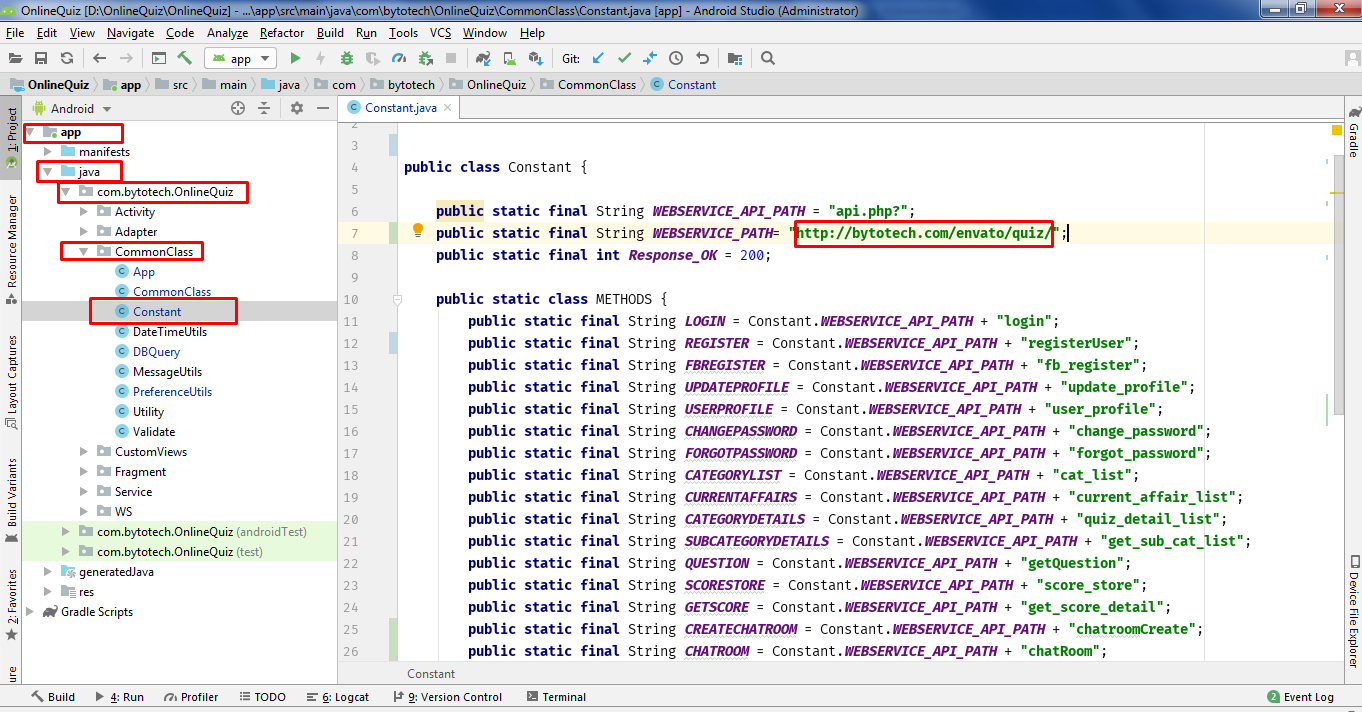 OnlineQuiz [D:\OnlineQuiz\OnlineQuiz] - ...\app\src\main\java\com\bytotech\OnlineQuiz\CommonClass\Constant.java [app] - Android Studio (Administrator)
File Edit View Navigate Code Analyze Refactor Build Run Tools VCS Window Help
app Git:
OnlineQuiz app src main java com bytotech OnlineQuiz CommonClass Constant
Android
Constant.java
1: Project
Resource Manager
Layout Captures
Build Variants
2: Favorites
ure
app
manifests
java
com.bytotech.OnlineQuiz
Activity
Adapter
CommonClass
App
CommonClass
Constant
DateTimeUtils
DBQuery
MessageUtils
PreferenceUtils
Utility
Validate
CustomViews
Fragment
Service
WS
com.bytotech.OnlineQuiz (androidTest)
com.bytotech.OnlineQuiz (test)
generatedJava
res
Gradle Scripts
2
3
4 public class Constant {
5
6 public static final String WEBSERVICE_API_PATH = "api.php?";
7 public static final String WEBSERVICE_PATH= "http://bytotech.com/envato/quiz/";
8 public static final int Response_OK = 200;
9
10 public static class METHODS {
11 public static final String LOGIN = Constant.WEBSERVICE_API_PATH + "login";
12 public static final String REGISTER = Constant.WEBSERVICE_API_PATH + "registerUser";
13 public static final String FBREGISTER = Constant.WEBSERVICE_API_PATH + "fb_register";
14 public static final String UPDATEPROFILE = Constant.WEBSERVICE_API_PATH + "update_profile";
15 public static final String USERPROFILE = Constant.WEBSERVICE_API_PATH + "user_profile";
16 public static final String CHANGEPASSWORD = Constant.WEBSERVICE_API_PATH + "change_password";
17 public static final String FORGOTPASSWORD = Constant.WEBSERVICE_API_PATH + "forgot_password";
18 public static final String CATEGORYLIST = Constant.WEBSERVICE_API_PATH + "cat_list";
19 public static final String CURRENTAFFAIRS = Constant.WEBSERVICE_API_PATH + "current_affair_list";
20 public static final String CATEGORYDETAILS = Constant.WEBSERVICE_API_PATH + "quiz_detail_list";
21 public static final String SUBCATEGORYDETAILS = Constant.WEBSERVICE_API_PATH + "get_sub_cat_list";
22 public static final String QUESTION = Constant.WEBSERVICE_API_PATH + "getQuestion";
23 public static final String SCORESTORE = Constant.WEBSERVICE_API_PATH + "score_store";
24 public static final String GETSCORE = Constant.WEBSERVICE_API_PATH + "get_score_detail";
25 public static final String CREATECHATROOM = Constant.WEBSERVICE_API_PATH + "chatroomCreate";
26 public static final String CHATROOM = Constant.WEBSERVICE_API_PATH + "chatRoom";
Constant
Gradle
Device File Explorer
Build 4: Run Profiler TODO 6: Logcat 9: Version Control Terminal 2 Event Log